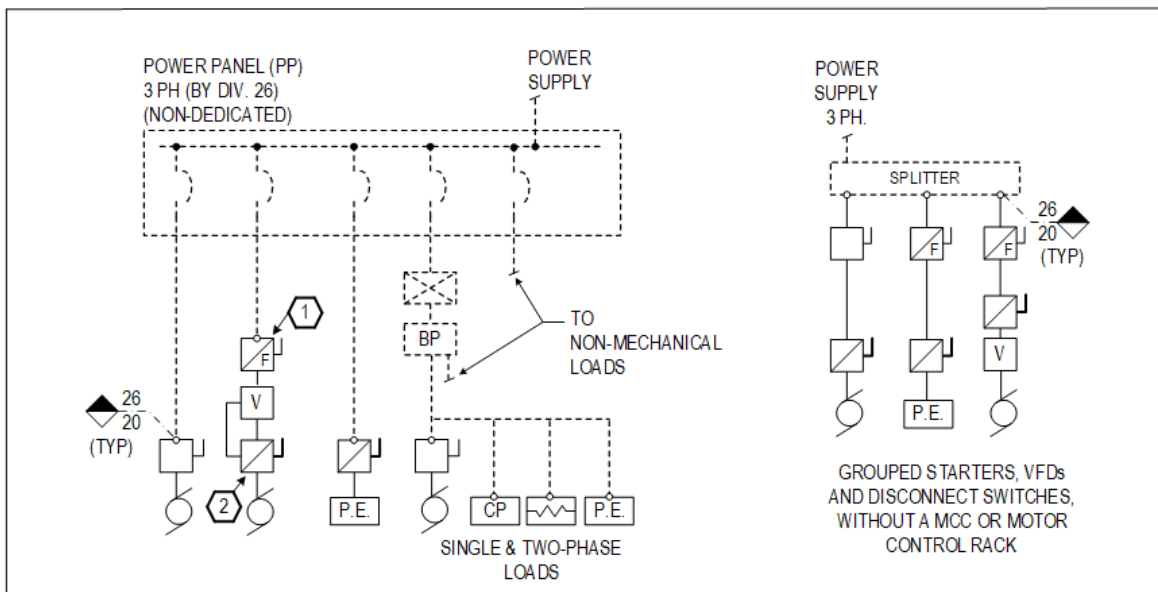 POWER PANEL (PP)
3 PH (BY DIV. 26)
(NON-DEDICATED)
POWER
SUPPLY
POWER
SUPPLY
3 PH.
SPLITTER
26
20
(TYP)
F
F
1
F
BP
TO
NON-MECHANICAL
LOADS
26
20
(TYP)
V
V
2
P.E.
CP
P.E.
P.E.
SINGLE & TWO-PHASE
LOADS
GROUPED STARTERS, VFDs
AND DISCONNECT SWITCHES,
WITHOUT A MCC OR MOTOR
CONTROL RACK